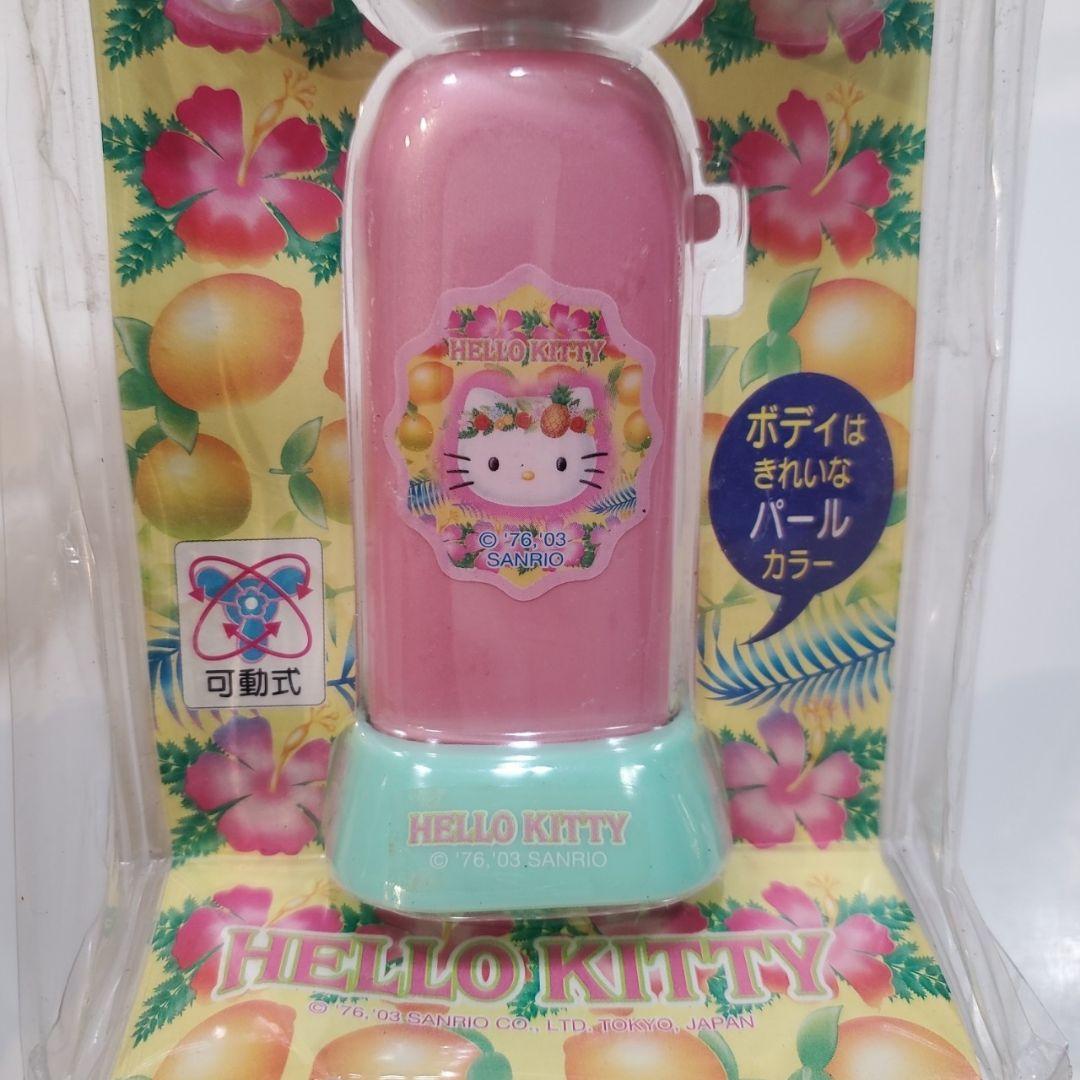 HELLO KITTY
© '76,'03
SANRIO
ボディは
きれいな
パール
カラー
可動式
HELLO KITTY
© '76,'03 SANRIO
HELLO KITTY
© '76,'03 SANRIO CO., LTD. TOKYO, JAPAN